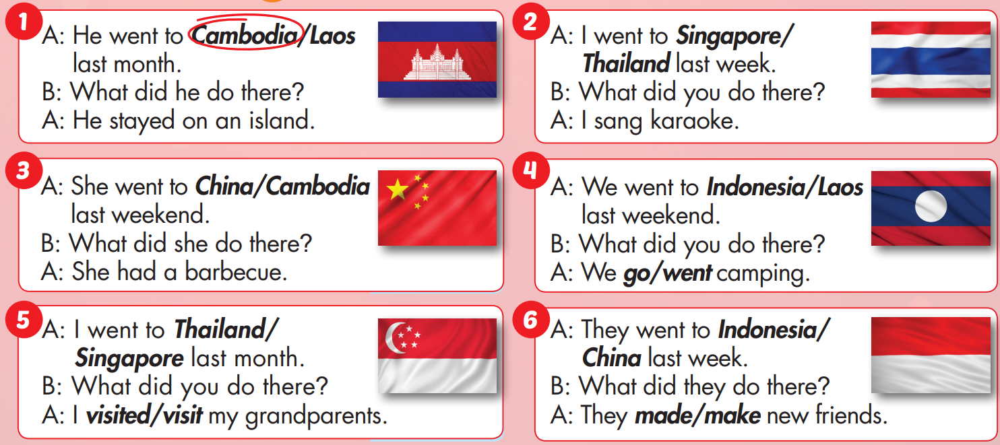 1
A: He went to Cambodia/Laos
last month.
B: What did he do there?
A: He stayed on an island.
2
A: I went to Singapore/
Thailand last week.
B: What did you do there?
A: I sang karaoke.
3
A: She went to China/Cambodia
last weekend.
B: What did she do there?
A: She had a barbecue.
4
A: We went to Indonesia/Laos
last weekend.
B: What did you do there?
A: We go/went camping.
5
A: I went to Thailand/
Singapore last month.
B: What did you do there?
A: I visited/visit my grandparents.
6
A: They went to Indonesia/
China last week.
B: What did they do there?
A: They made/make new friends.